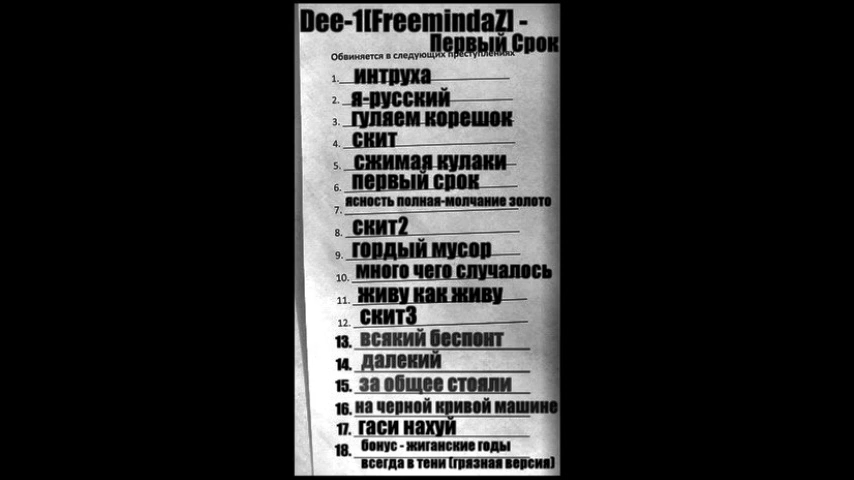 Dee-1[FreemindaZ] -
Первый Срок
Обвиняется в следующих преступлениях
1. интруха
2. я-русский
3. гуляем корешок
4. скит
5. сжимая кулаки
6. первый срок
7. ясность полная-молчание золото
8. скит2
9. гордый мусор
10. много чего случалось
11. живу как живу
12. скит3
13. всякий беспонт
14. далекий
15. за общее стояли
16. на черной кривой машине
17. гаси нахуй
18. бонус - жиганские годы
всегда в тени (грязная версия)